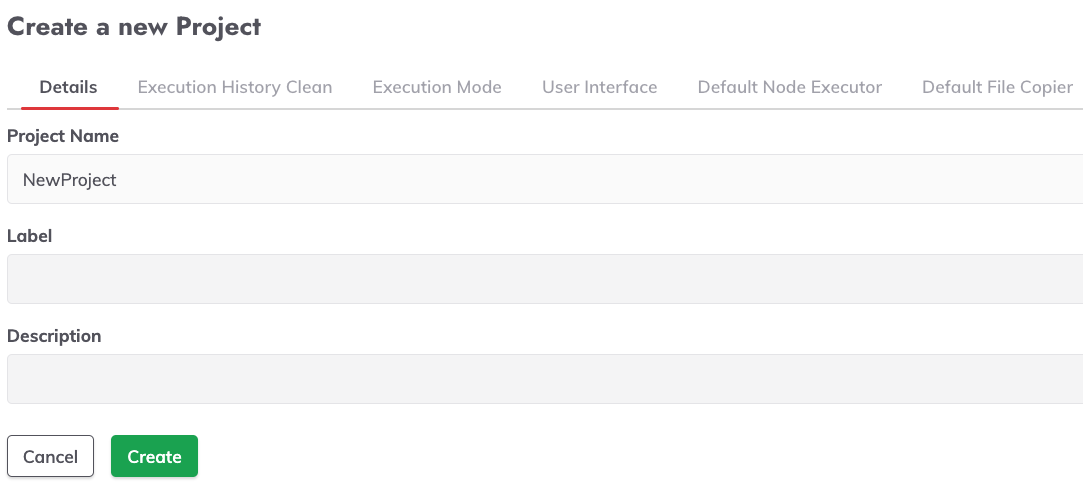 Create a new Project
Details Execution History Clean Execution Mode User Interface Default Node Executor Default File Copier
Project Name
NewProject
Label
Description
Cancel Create